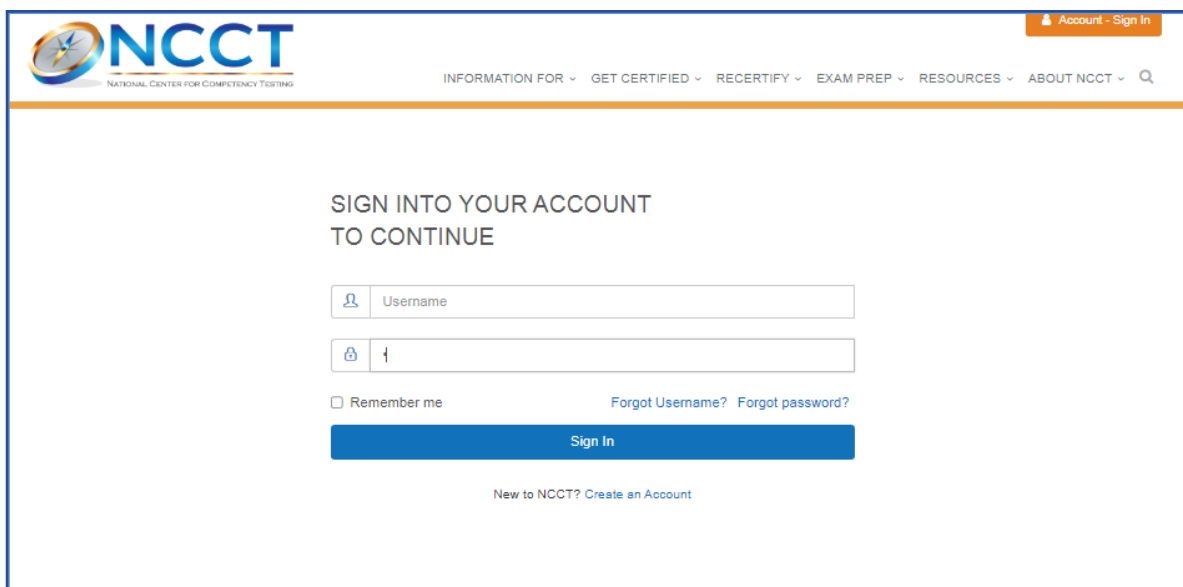 Account - Sign In
NCCT
NATIONAL CENTER FOR COMPETENCY TESTING
INFORMATION FOR GET CERTIFIED RECERTIFY EXAM PREP RESOURCES ABOUT NCCT
SIGN INTO YOUR ACCOUNT
TO CONTINUE
Username
Remember me Forgot Username? Forgot password?
Sign In
New to NCCT? Create an Account